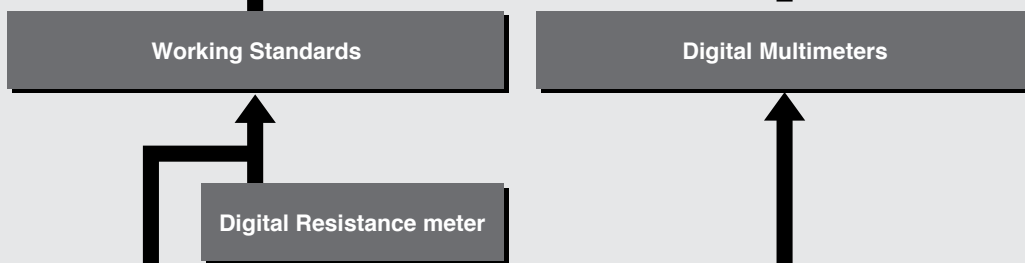 Working Standards
Digital Multimeters
Digital Resistance meter